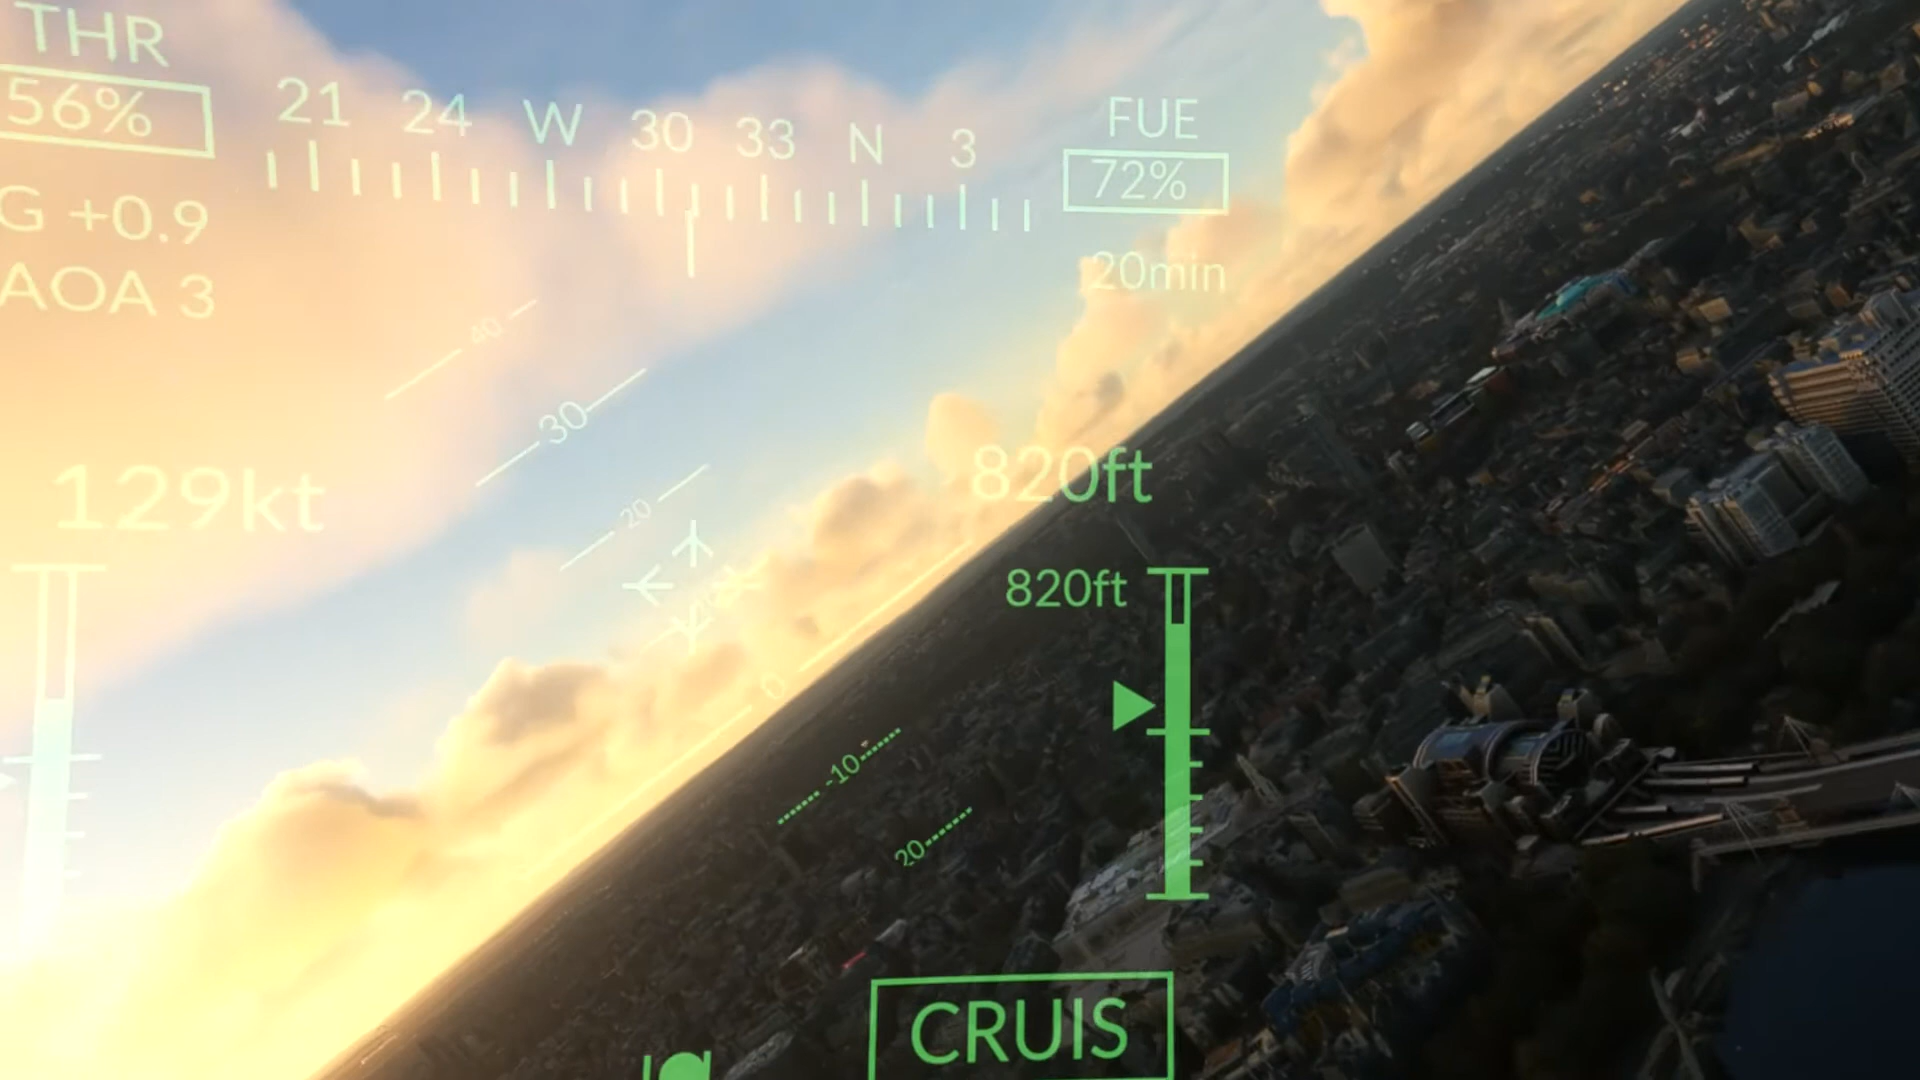 THR
56%
21 24 W 30 33 N 3
FUE
72%
G +0.9
AOA 3
20min
40
30
20
129kt
820ft
820ft
0
-10
20
CRUIS